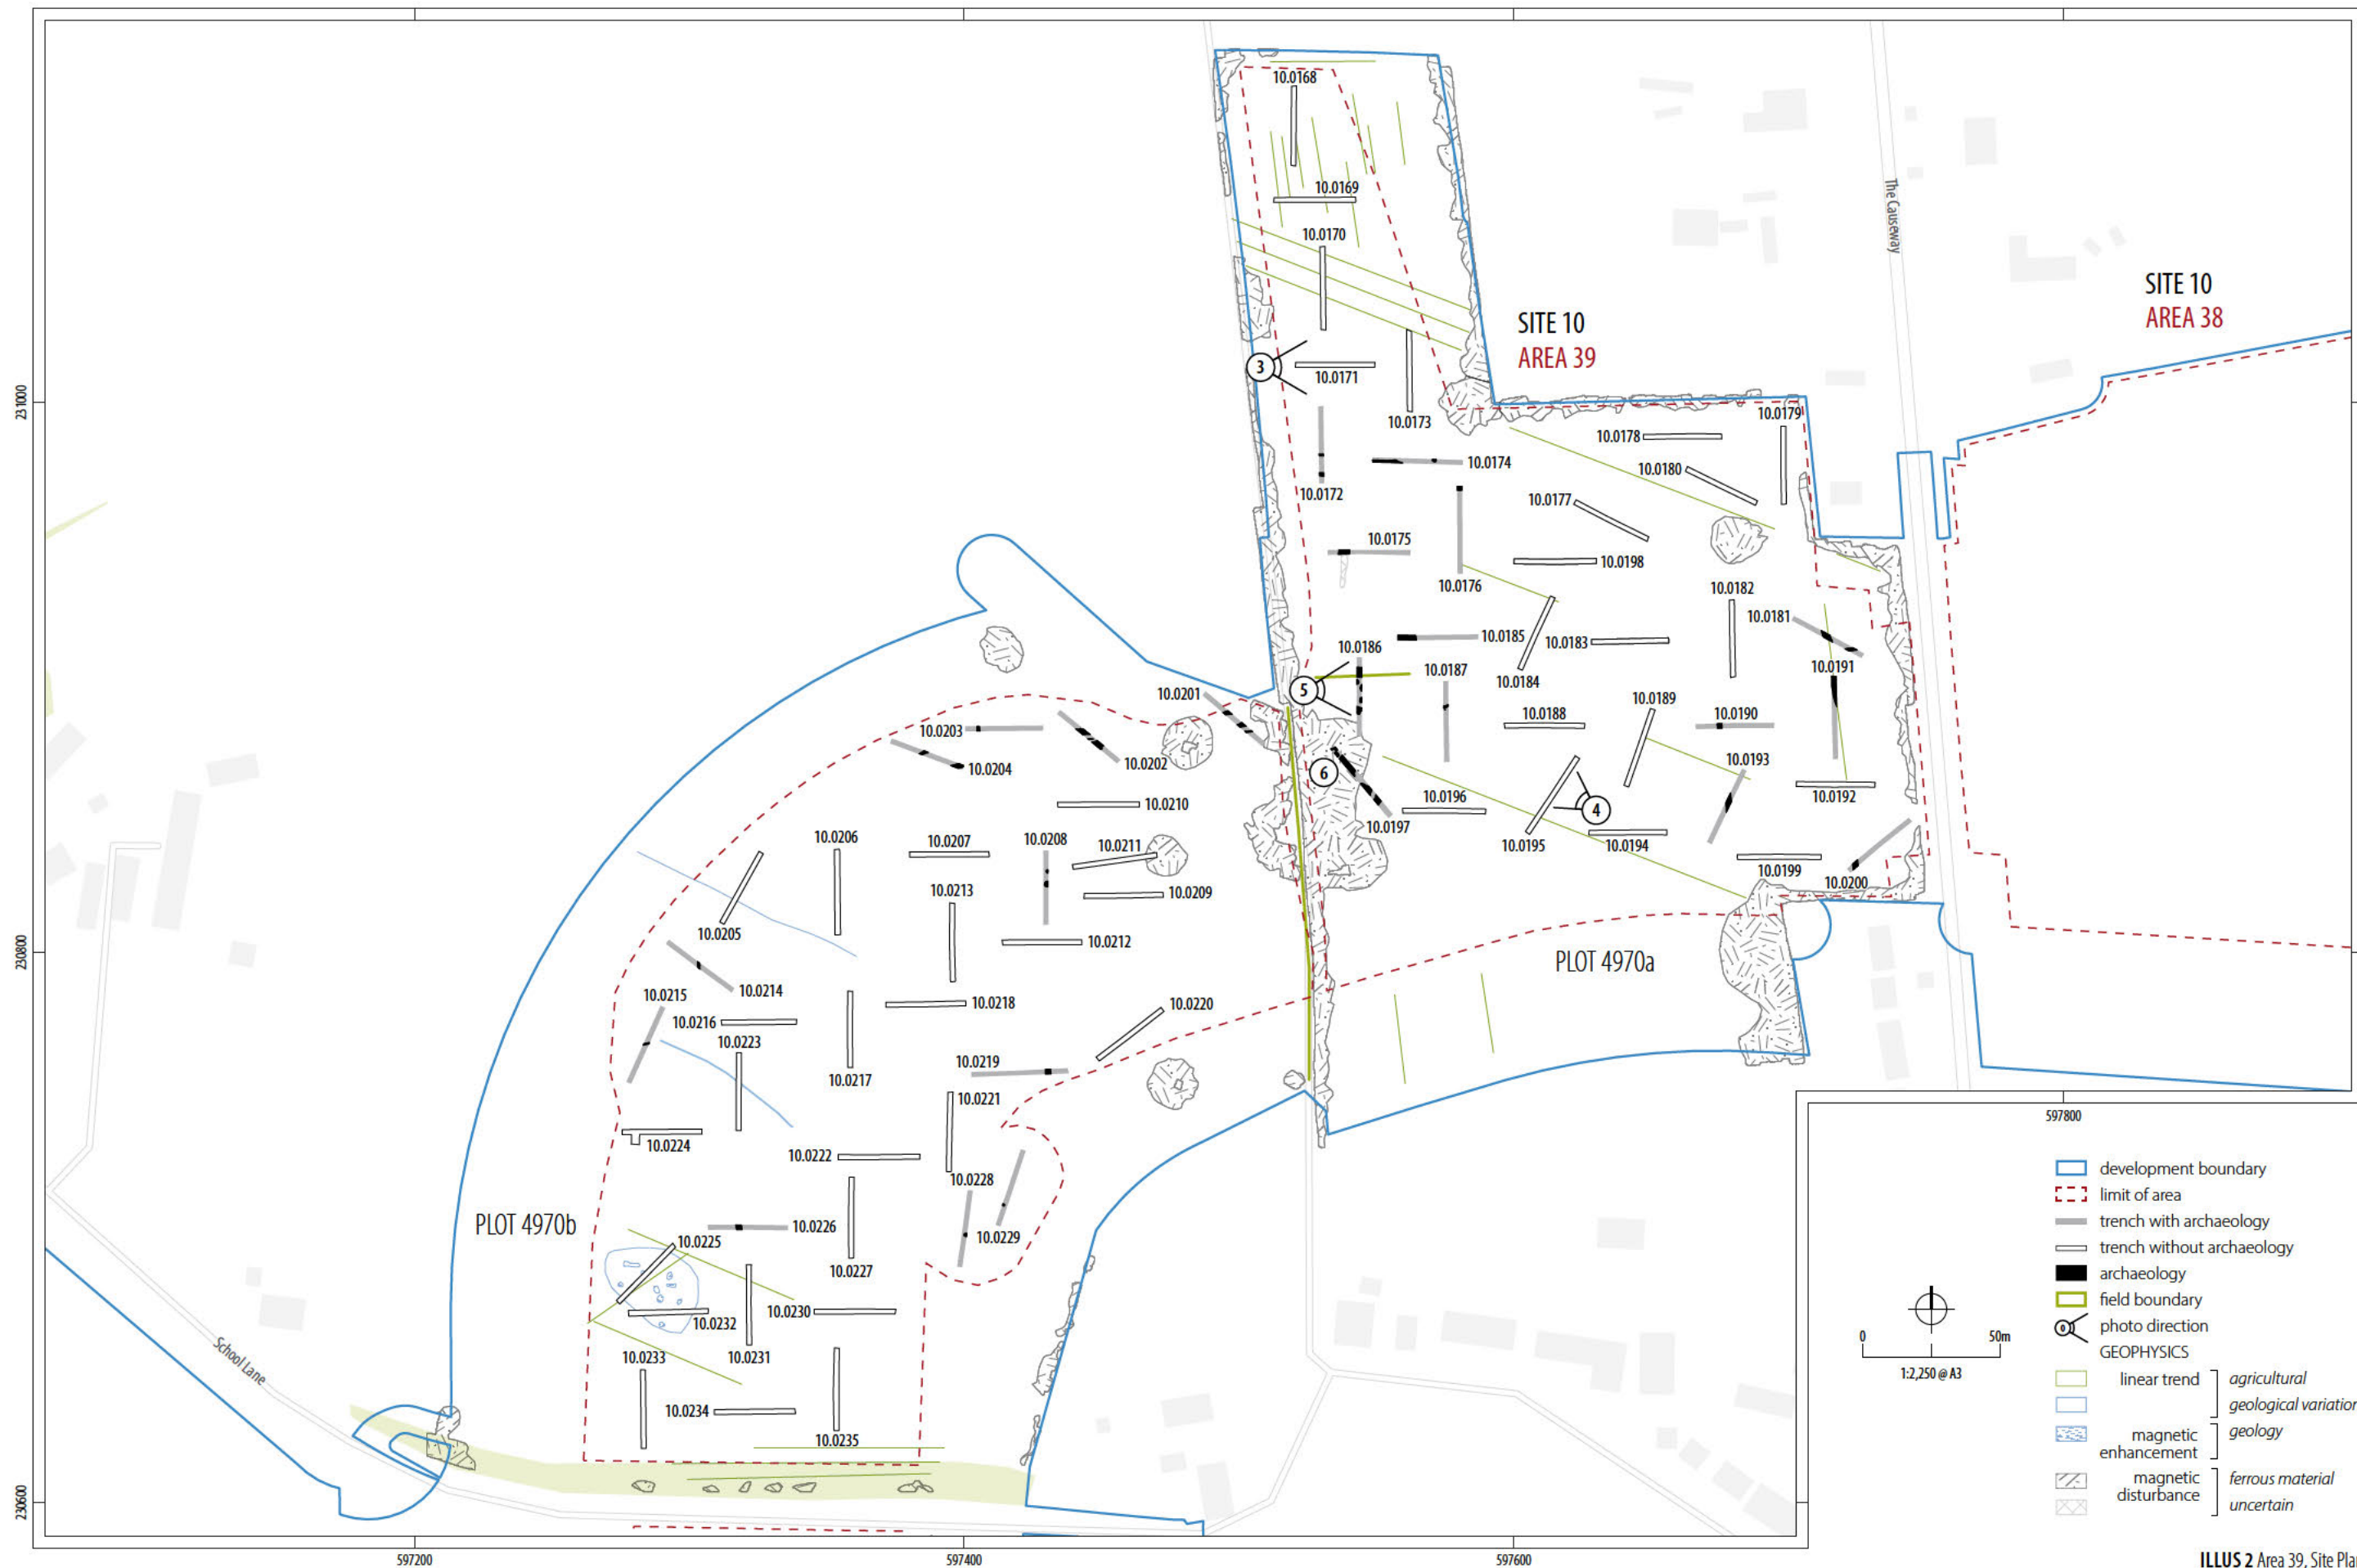 10.0168
10.0169
10.0170
The Causeway
SITE 10
AREA 38
SITE 10
AREA 39
3
10.0171
10.0173
231000
10.0179
10.0178
10.0174
10.0180
10.0172
10.0177
10.0175
10.0198
10.0176
10.0182
10.0181
10.0185
10.0183
10.0186
10.0191
10.0187
10.0184
5
10.0201
10.0189
10.0188
10.0190
10.0203
10.0202
10.0204
10.0193
6
10.0210
10.0196
4
10.0192
10.0197
10.0206
10.0207
10.0208
10.0211
10.0195
10.0194
10.0199
10.0200
10.0213
10.0209
10.0205
10.0212
230800
PLOT 4970a
10.0214
10.0215
10.0218
10.0220
10.0216
10.0223
10.0219
10.0217
10.0221
10.0224
10.0222
10.0228
PLOT 4970b
10.0226
10.0229
10.0225
10.0227
10.0230
10.0232
10.0233
10.0231
School Lane
10.0234
10.0235
230600
597200
597400
597600
597800
development boundary
limit of area
trench with archaeology
trench without archaeology
archaeology
field boundary
0
photo direction
GEOPHYSICS
linear trend
agricultural
geological variation
magnetic
enhancement
geology
magnetic
disturbance
ferrous material
uncertain
0
50m
1:2,250 @ A3
ILLUS 2 Area 39, Site Plan